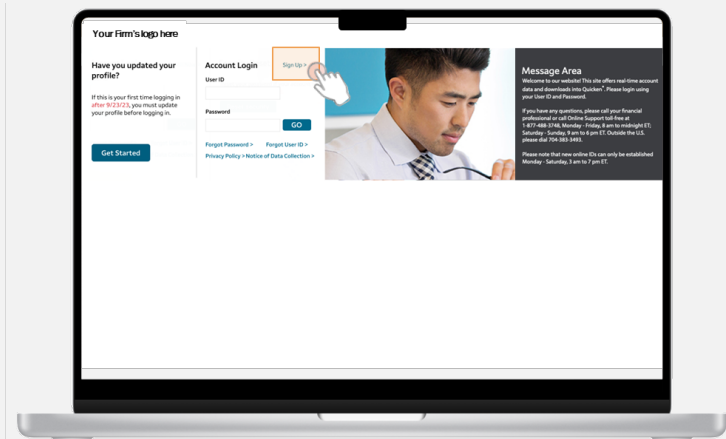 Your Firm's logo here
Have you updated your
profile?
If this is your first time logging in
after 9/23/23, you must update
your profile before logging in.
Get Started
Account Login
Sign Up >
User ID
Password
GO
Forgot Password >
Forgot User ID >
Privacy Policy > Notice of Data Collection >
Message Area
Welcome to our website! This site offers real-time account
data and downloads into Quicken®. Please login using
your User ID and Password.
If you have any questions, please call your financial
professional or call Online Support toll-free at
1-877-488-3748, Monday - Friday, 8 am to midnight ET;
Saturday - Sunday, 9 am to 6 pm ET. Outside the U.S.
please dial 704-383-3493.
Please note that new online IDs can only be established
Monday - Saturday, 3 am to 7 pm ET.